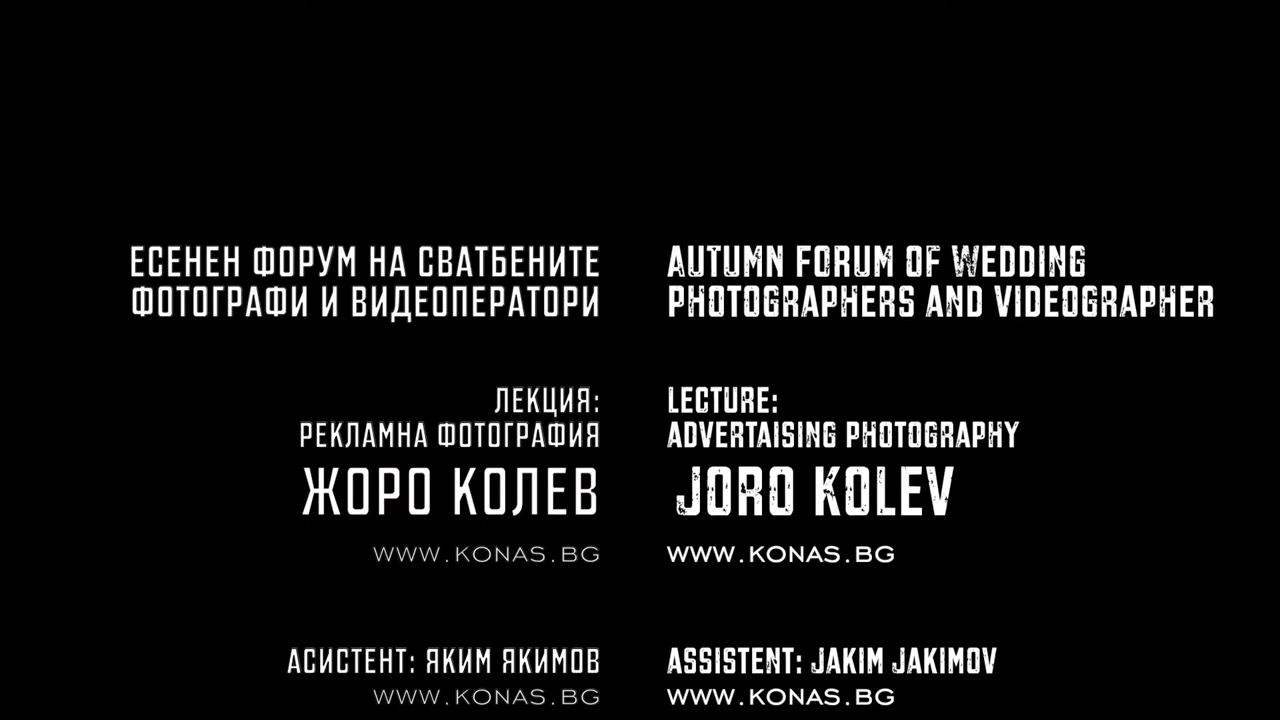 ЕСЕНЕН ФОРУМ НА СВАТБЕНИТЕ
ФОТОГРАФИ И ВИДЕОПЕРАТОРИ
ЛЕКЦИЯ:
РЕКЛАМНА ФОТОГРАФИЯ
ЖОРО КОЛЕВ
WWW.KONAS.BG
АСИСТЕНТ: ЯКИМ ЯКИМОВ
WWW.KONAS.BG
AUTUMN FORUM OF WEDDING
PHOTOGRAPHERS AND VIDEOGRAPHER
LECTURE:
ADVERTAISING PHOTOGRAPHY
JORO KOLEV
WWW.KONAS.BG
ASSISTENT: JAKIM JAKIMOV
WWW.KONAS.BG